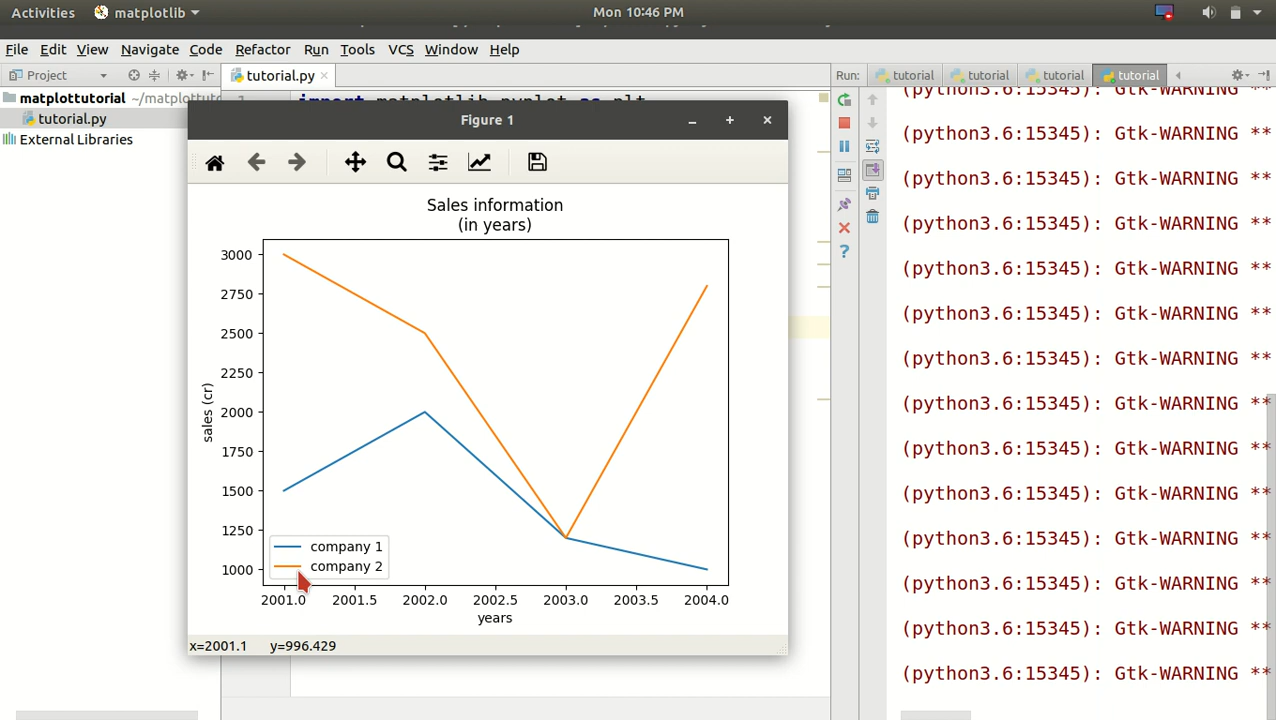 Activities matplotlib Mon 10:46 PM
File Edit View Navigate Code Refactor Run Tools VCS Window Help
Project tutorial.py Run: tutorial tutorial tutorial tutorial
matplottutorial ~/matplottuto
1 import matplotlib.pyplot as plt
tutorial.py
External Libraries
Figure 1
Sales information
(in years)
3000
2750
2500
2250
2000
1750
1500
1250
1000
sales (cr)
company 1
company 2
2001.0 2001.5 2002.0 2002.5 2003.0 2003.5 2004.0
years
x=2001.1 y=996.429
(python3.6:15345): Gtk-WARNING **
(python3.6:15345): Gtk-WARNING **
(python3.6:15345): Gtk-WARNING **
(python3.6:15345): Gtk-WARNING **
(python3.6:15345): Gtk-WARNING **
(python3.6:15345): Gtk-WARNING **
(python3.6:15345): Gtk-WARNING **
(python3.6:15345): Gtk-WARNING **
(python3.6:15345): Gtk-WARNING **
(python3.6:15345): Gtk-WARNING **
(python3.6:15345): Gtk-WARNING **
(python3.6:15345): Gtk-WARNING **
(python3.6:15345): Gtk-WARNING **
(python3.6:15345): Gtk-WARNING **